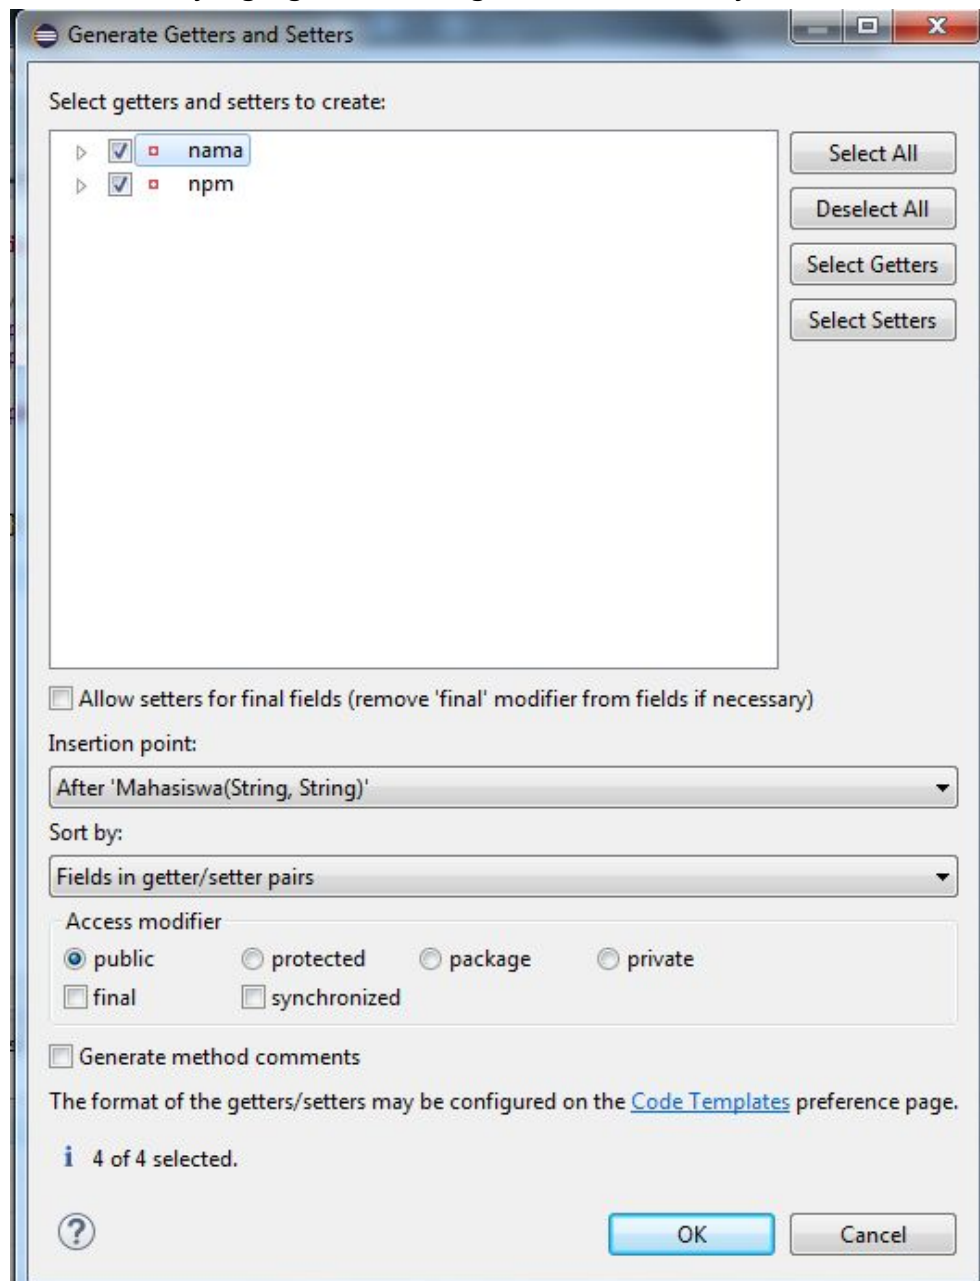 Generate Getters and Setters
Select getters and setters to create:
nama
npm
Select All
Deselect All
Select Getters
Select Setters
Allow setters for final fields (remove 'final' modifier from fields if necessary)
Insertion point:
After 'Mahasiswa(String, String)'
Sort by:
Fields in getter/setter pairs
Access modifier
public protected package private
final synchronized
Generate method comments
The format of the getters/setters may be configured on the Code Templates preference page.
4 of 4 selected.
OK Cancel